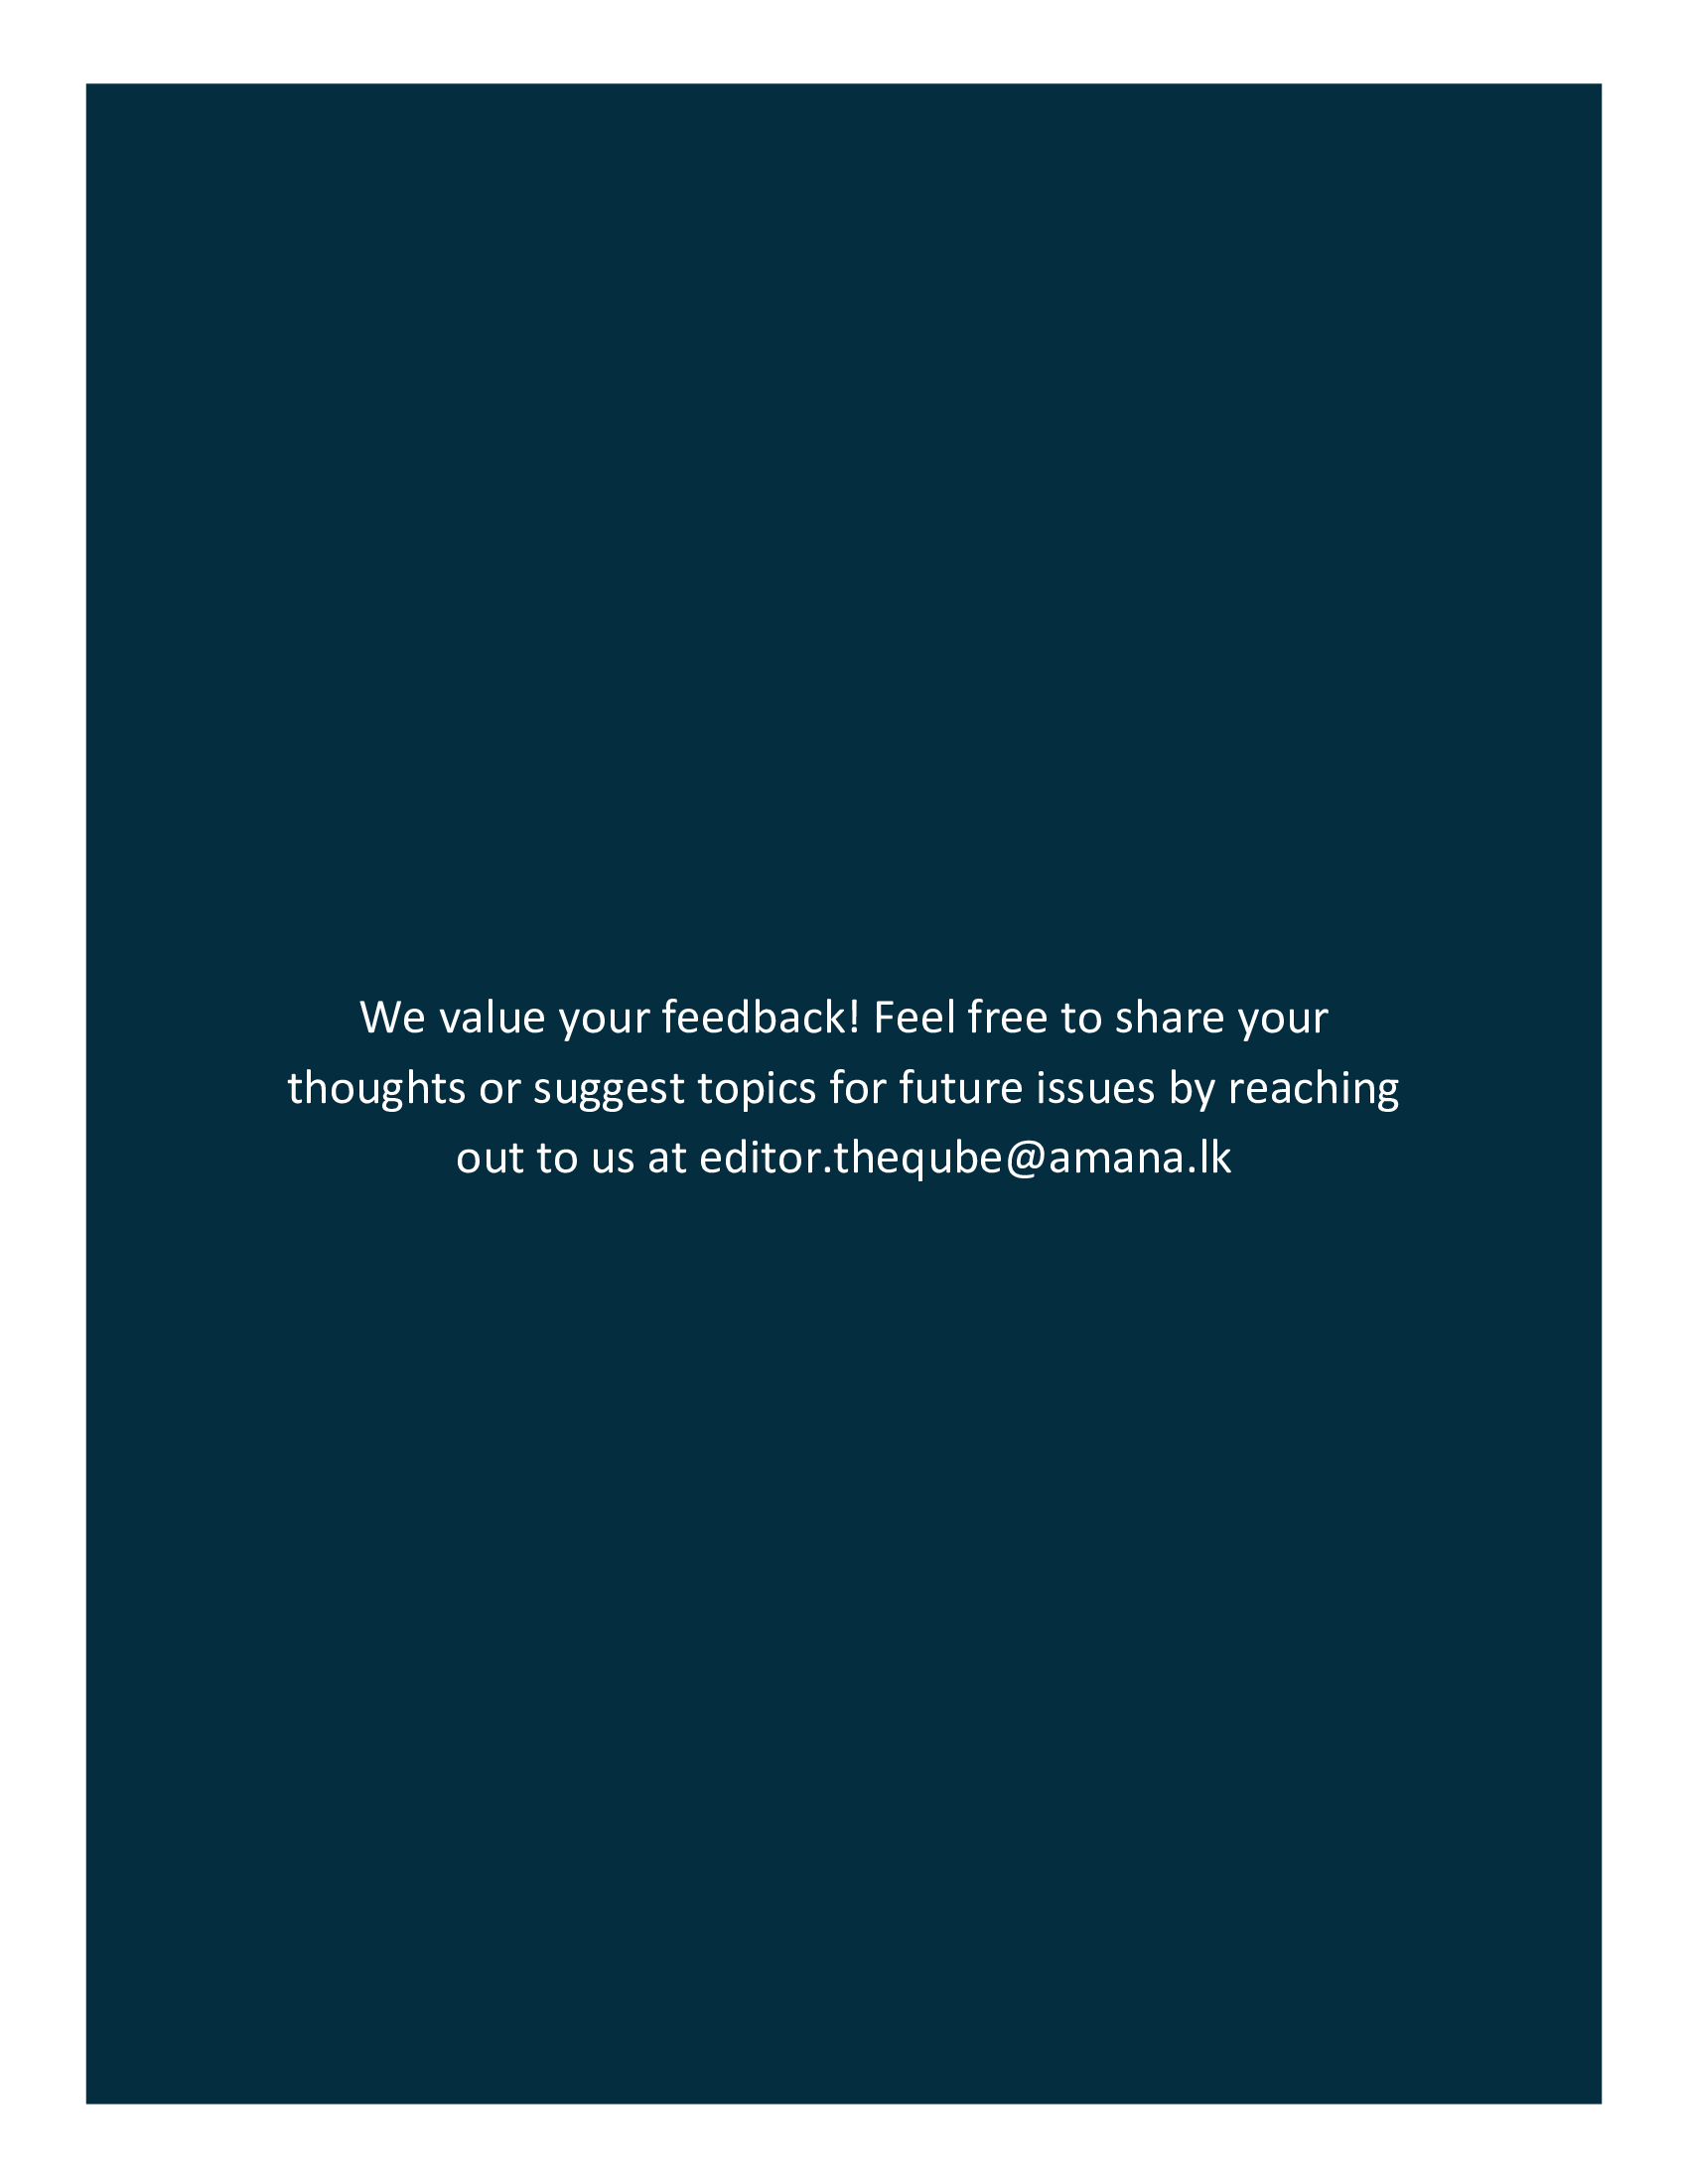 We value your feedback! Feel free to share your
thoughts or suggest topics for future issues by reaching
out to us at editor.theqube@amana.lk